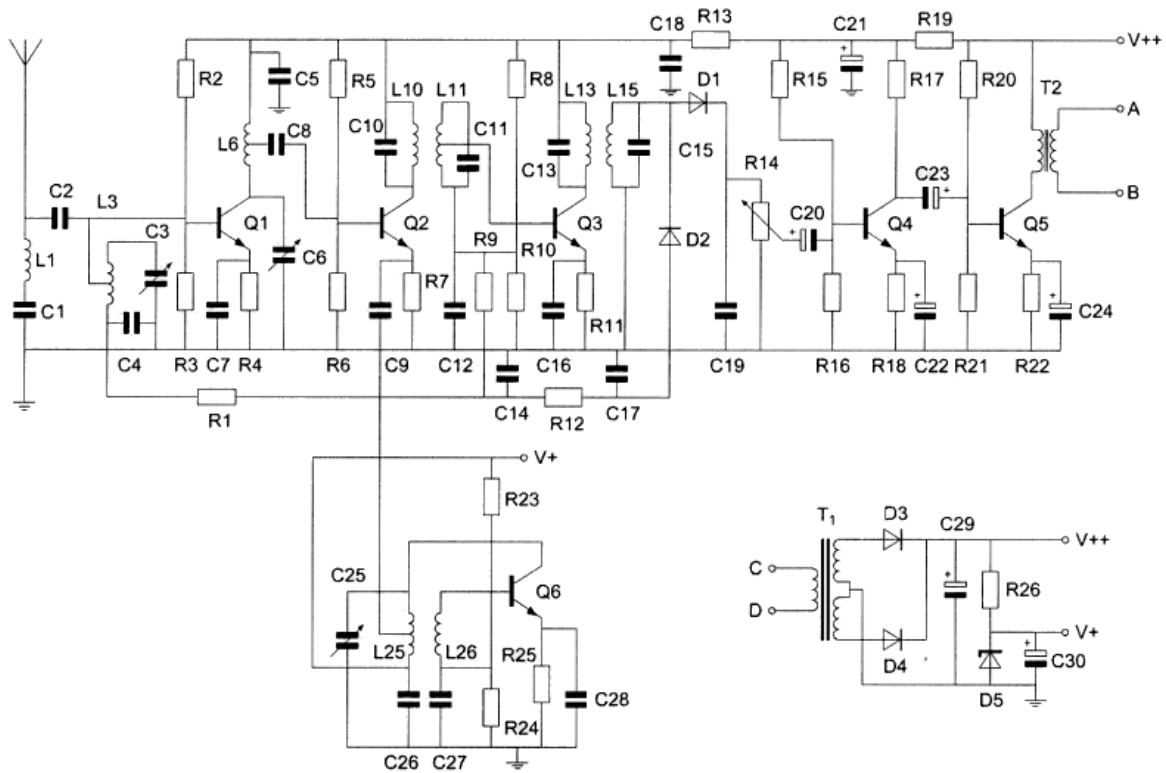 C18 R13 C21 R19
V++
R2 C5 R5 L10 L11 R8 L13 L15 D1 R15 R17 R20 T2
A
C8 C10 C11 C13 C15 R14 C23
L6
C2 L3 C3 Q1 Q2 Q3 C20 Q4 Q5 B
L1 C6 R7 R9 R10 D2
C1 R11 C24
C4 R3 C7 R4 R6 C9 C12 C16 C19 R16 R18 C22 R21 R22
R1 C14 R12 C17
V+
R23
T1 D3 C29
V++
C25 Q6 C R26
D
L25 L26 R25 D4 V+
C30
C28 D5
R24
C26 C27
+
+
+
+
+
+
+